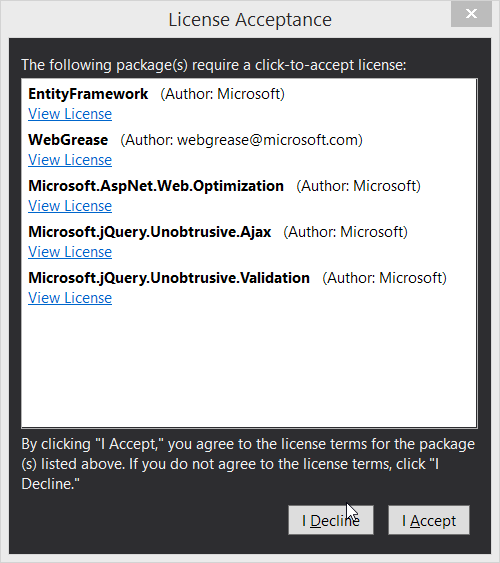 License Acceptance
The following package(s) require a click-to-accept license:
EntityFramework (Author: Microsoft)
View License
WebGrease (Author: webgrease@microsoft.com)
View License
Microsoft.AspNet.Web.Optimization (Author: Microsoft)
View License
Microsoft.jQuery.Unobtrusive.Ajax (Author: Microsoft)
View License
Microsoft.jQuery.Unobtrusive.Validation (Author: Microsoft)
View License
By clicking "I Accept," you agree to the license terms for the package
(s) listed above. If you do not agree to the license terms, click "I
Decline."
I Decline I Accept